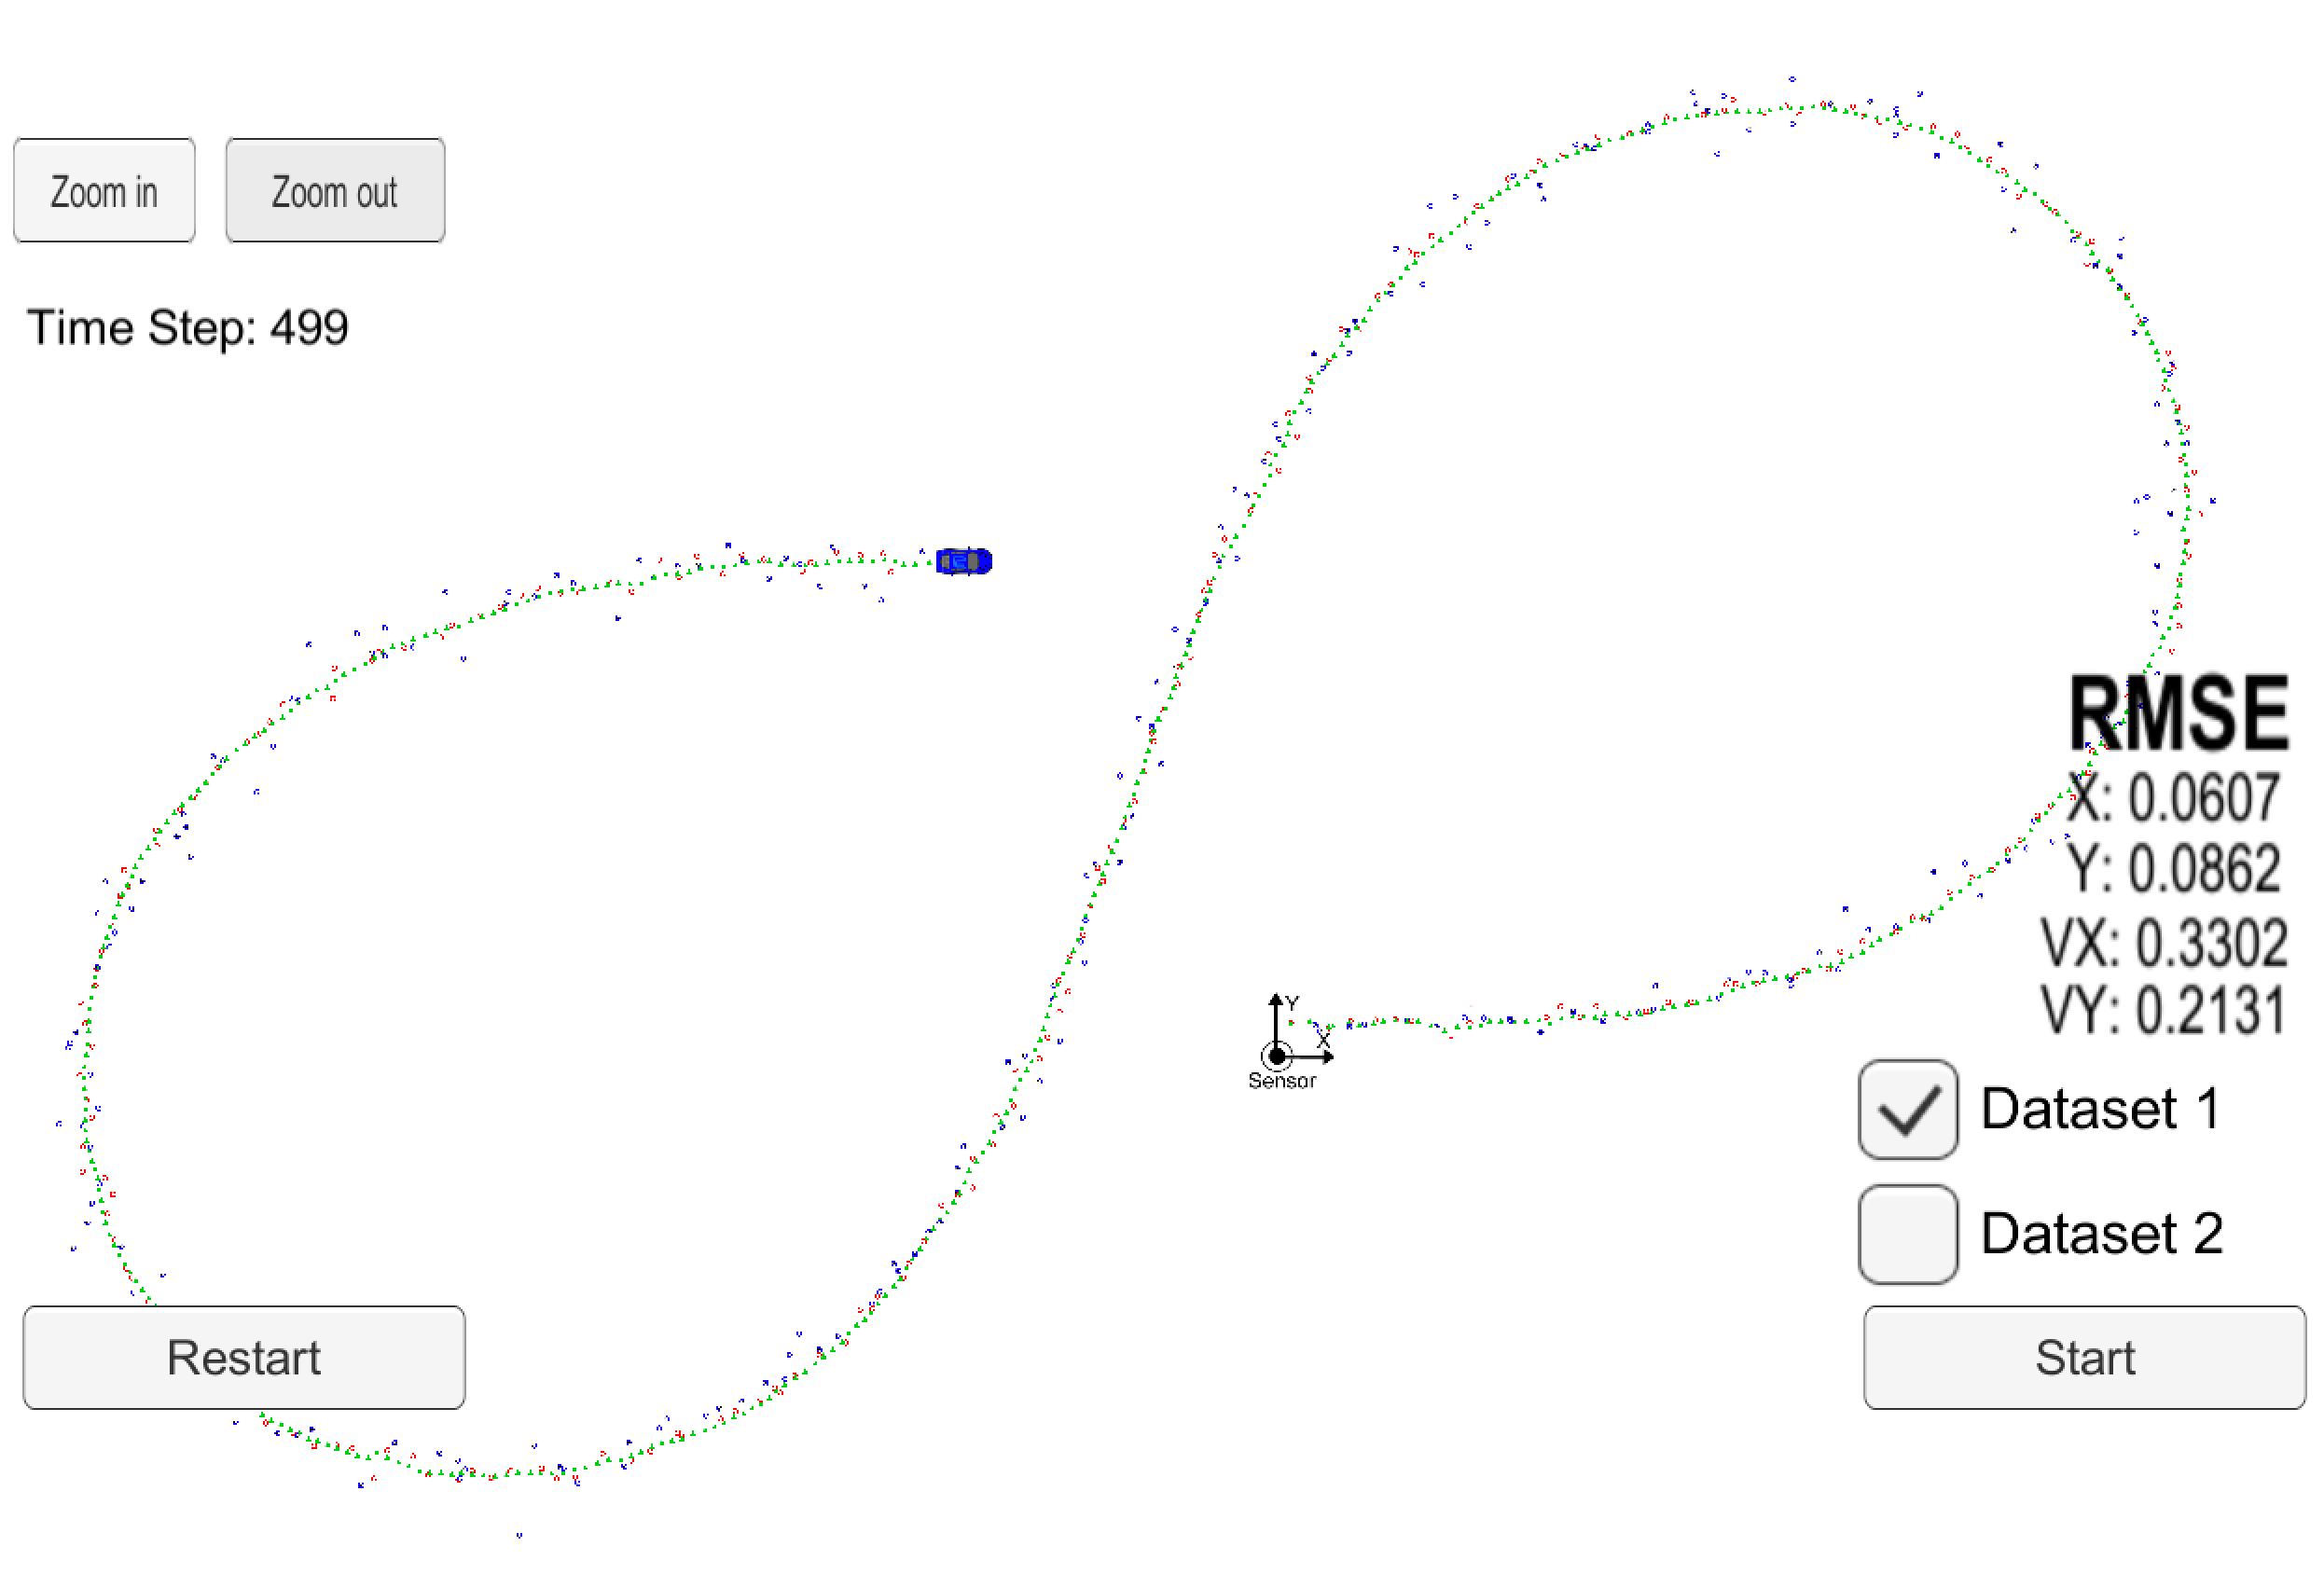 Zoom in
Zoom out
Time Step: 499
RMSE
X: 0.0607
Y: 0.0862
VX: 0.3302
VY: 0.2131
Y
X
Sensor
Dataset 1
Dataset 2
Restart
Start